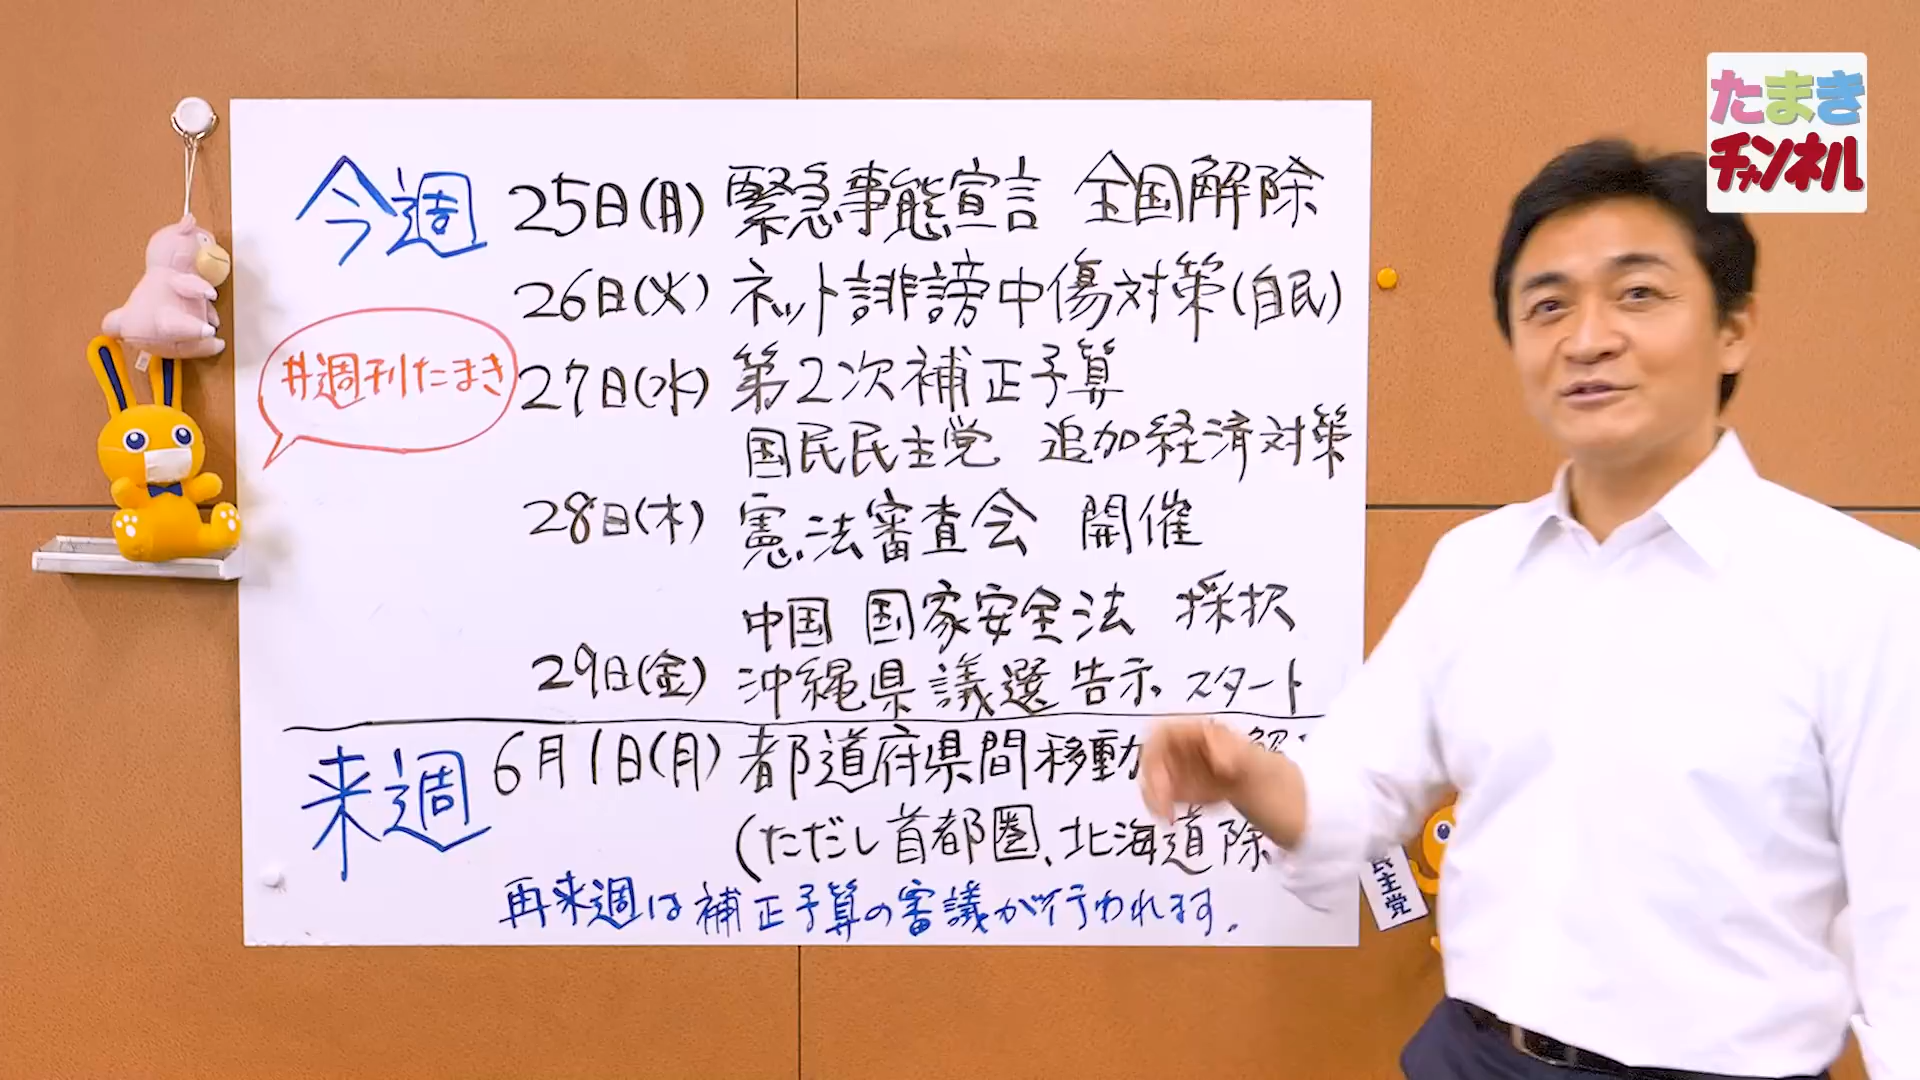 たまき
チャンネル
今週
25日(月) 緊急事態宣言 全国解除
26日(火) ネット誹謗中傷対策(自民)
#週刊たまき
27日(水) 第2次補正予算
国民民主党 追加経済対策
28日(木) 憲法審査会 開催
中国 国家安全法 採択
29日(金) 沖縄県議選告示 スタート
来週
6月1日(月) 都道府県間移動
(ただし首都圏、北海道除
再来週は補正予算の審議が行われます。
民主党